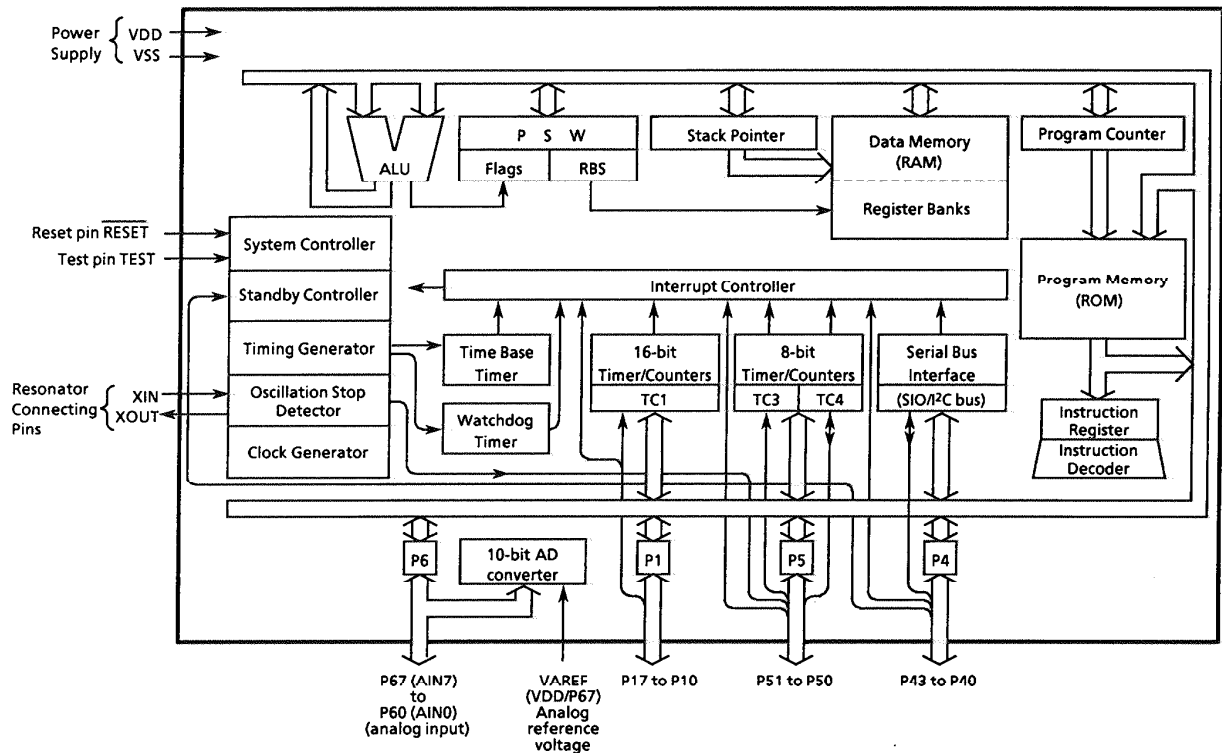 Power
Supply
VDD
VSS
ALU
P S W
Flags
RBS
Stack Pointer
Data Memory
(RAM)
Register Banks
Program Counter
Reset pin RESET
Test pin TEST
System Controller
Standby Controller
Timing Generator
Oscillation Stop
Detector
Clock Generator
Interrupt Controller
Program Memory
(ROM)
Time Base
Timer
Watchdog
Timer
16-bit
Timer/Counters
TC1
8-bit
Timer/Counters
TC3
TC4
Serial Bus
Interface
(SIO/I²C bus)
Instruction
Register
Instruction
Decoder
Resonator
Connecting
Pins
XIN
XOUT
P6
10-bit AD
converter
P1
P5
P4
P67 (AIN7)
to
P60 (AIN0)
(analog input)
VAREF
(VDD/P67)
Analog
reference
voltage
P17 to P10
P51 to P50
P43 to P40